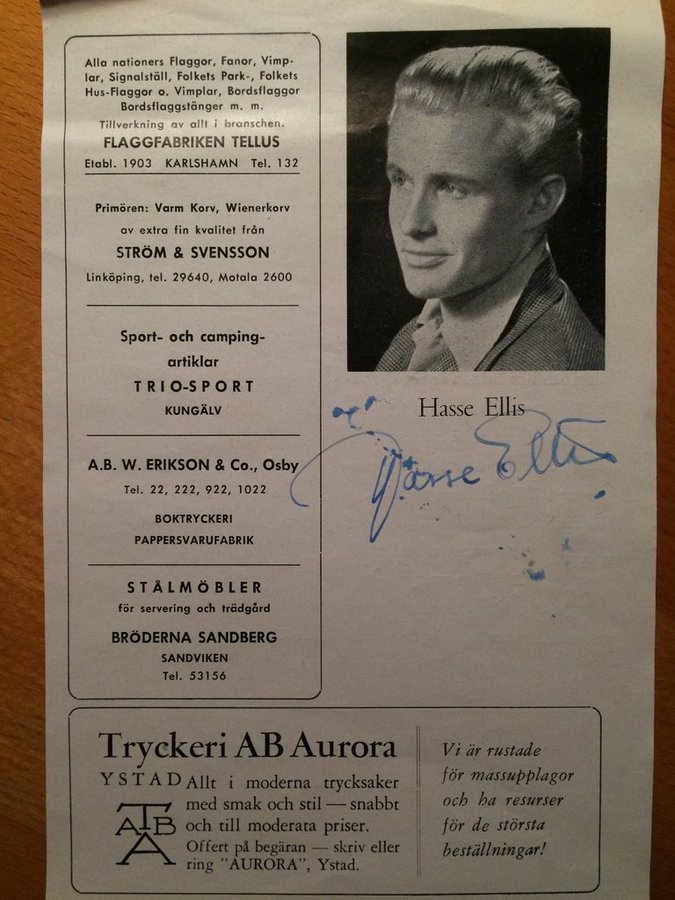 Alla nationers Flaggor, Fanor, Vimp-
lar, Signalställ, Folkets Park-, Folkets
Hus-Flaggor o. Vimplar, Bordsflaggor
Bordsflaggstänger m. m.
Tillverkning av allt i branschen.
FLAGGFABRIKEN TELLUS
Etabl. 1903 KARLSHAMN Tel. 132
Primören: Varm Korv, Wienerkorv
av extra fin kvalitet från
STRÖM & SVENSSON
Linköping, tel. 29640, Motala 2600
Sport- och camping-
artiklar
TRIO-SPORT
KUNGÄLV
A.B. W. ERIKSON & Co., Osby
Tel. 22, 222, 922, 1022
BOKTRYCKERI
PAPPERSVARUFABRIK
STÅLMÖBLER
för servering och trädgård
BRÖDERNA SANDBERG
SANDVIKEN
Tel. 53156
Hasse Ellis
Hasse Ellis
Tryckeri AB Aurora
YSTAD Allt i moderna trycksaker
med smak och stil — snabbt
och till moderata priser.
Offert på begäran — skriv eller
ring "AURORA", Ystad.
ATBA
Vi är rustade
för massupplagor
och ha resurser
för de största
beställningar!